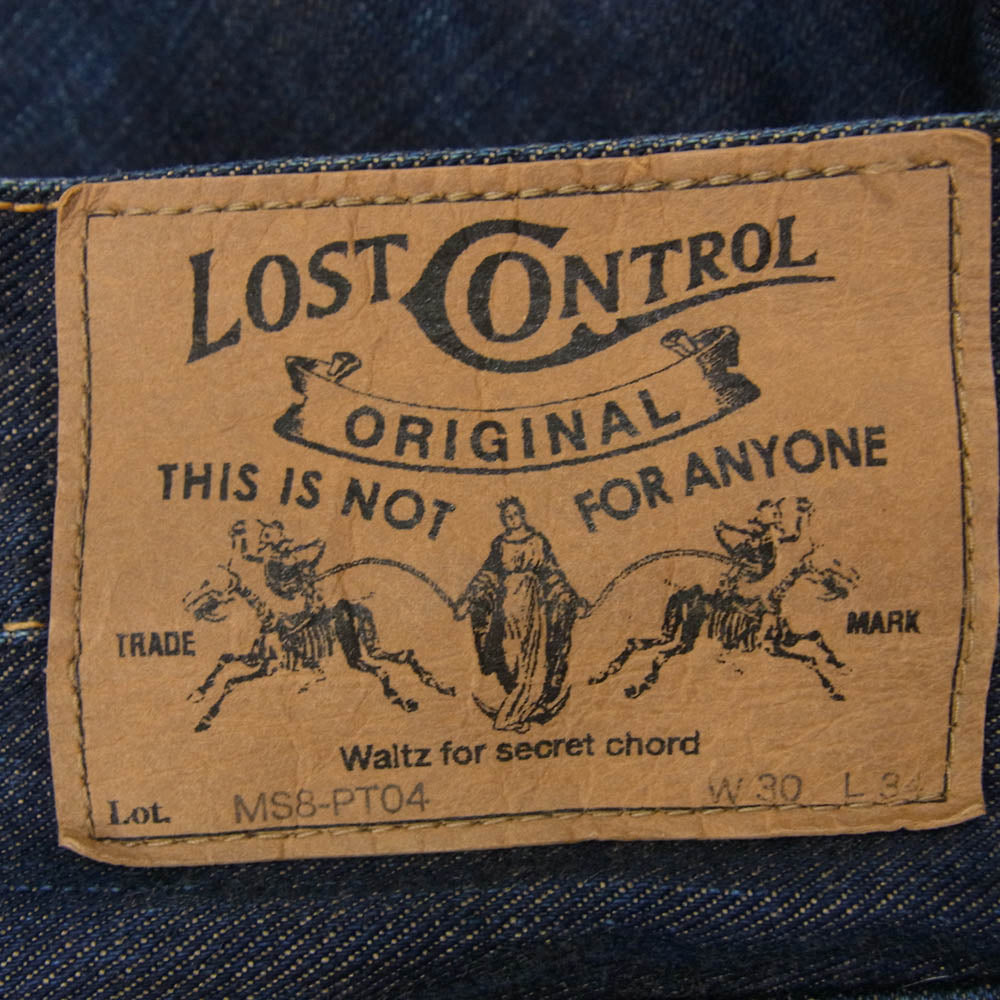 LOST CONTROL
ORIGINAL
THIS IS NOT FOR ANYONE
TRADE MARK
Waltz for secret chord
Lot. MS8-PT04 W 30 L 34